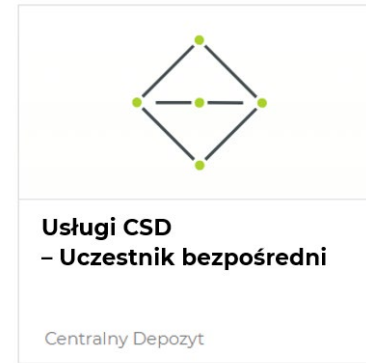 Usługi CSD
– Uczestnik bezpośredni
Centralny Depozyt